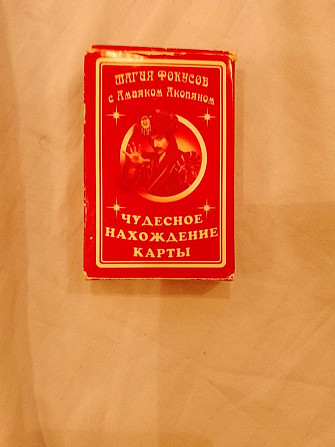 МАГИЯ ФОКУСОВ
с Амаяком Акопяном
ЧУДЕСНОЕ
НАХОЖДЕНИЕ
КАРТЫ